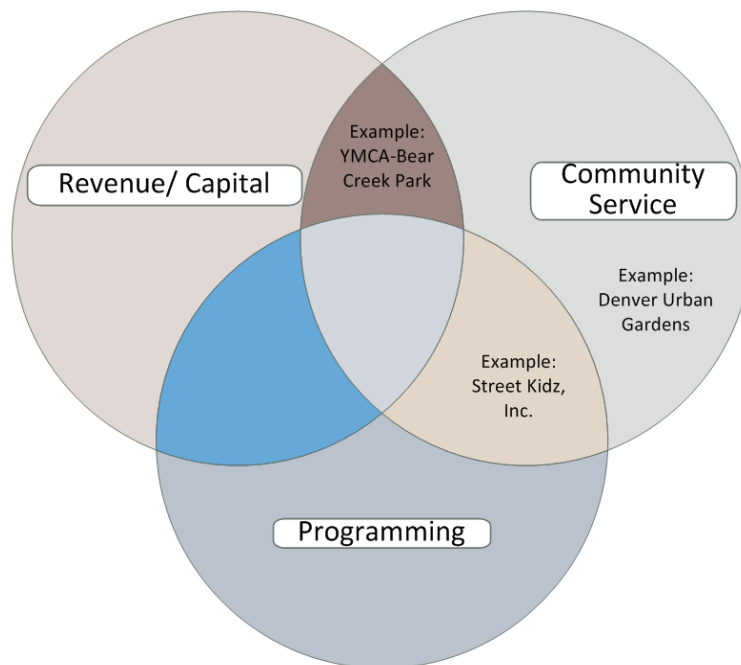 Example:
YMCA-Bear
Creek Park
Revenue/ Capital
Community
Service
Example:
Denver Urban
Gardens
Example:
Street Kidz,
Inc.
Programming